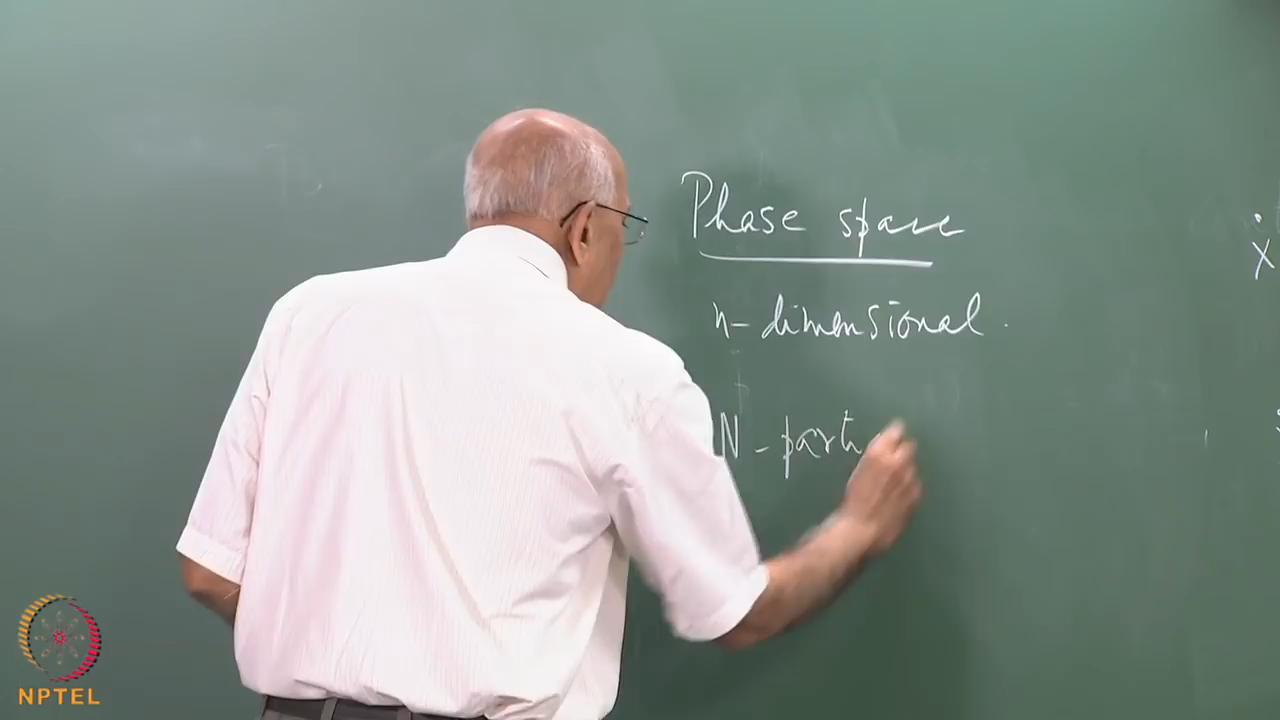 Phase space
n-dimensional.
N-part
Ẋ
NPTEL